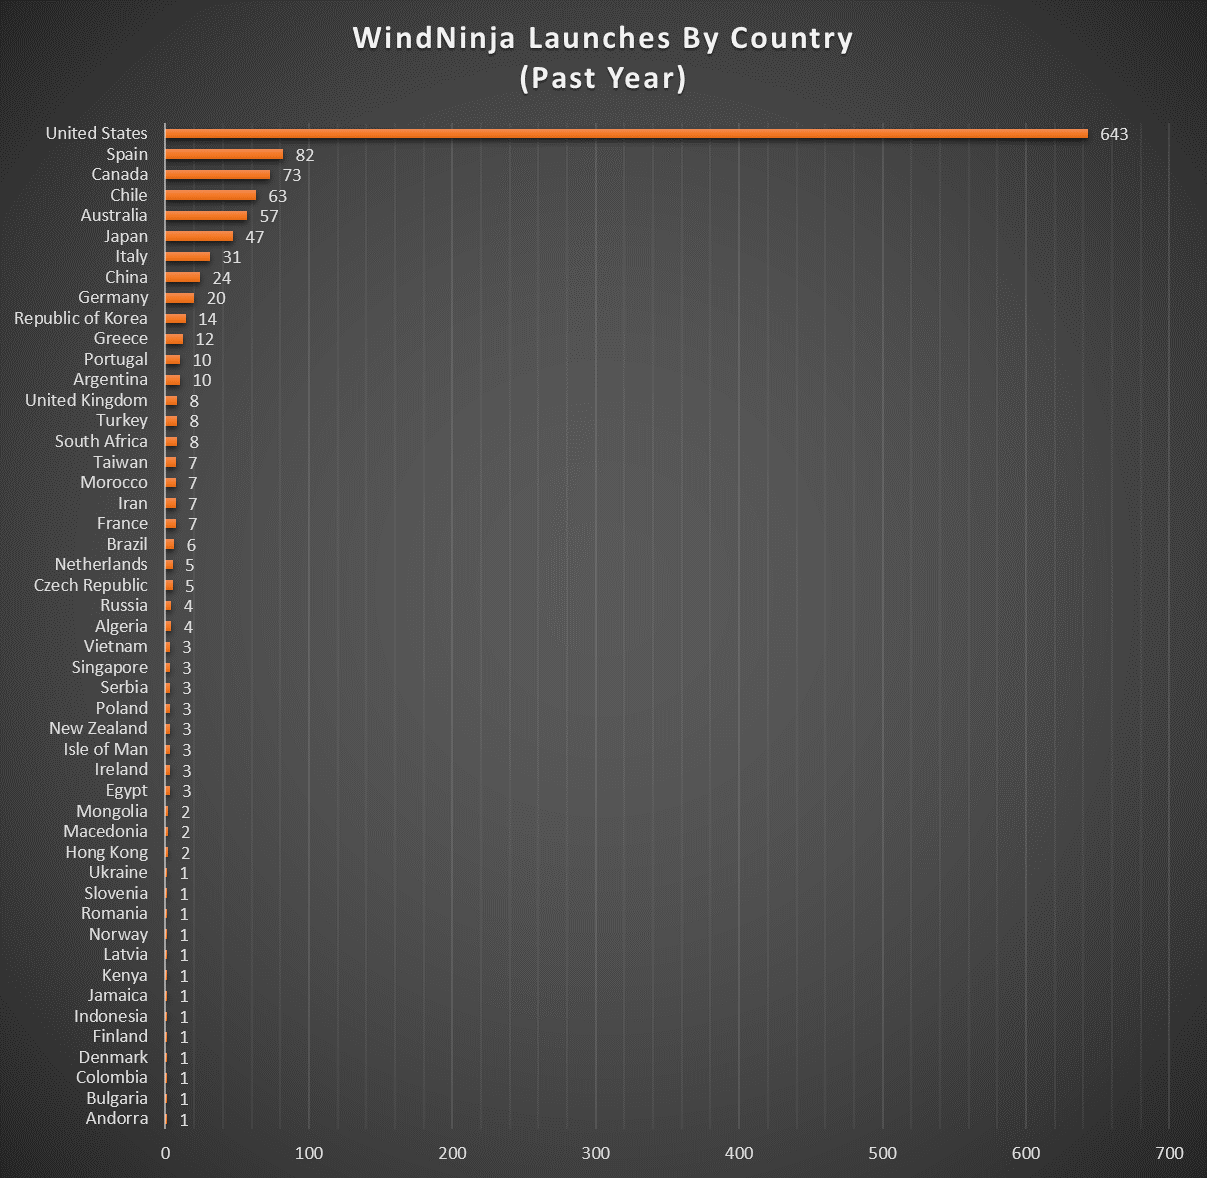 WindNinja Launches By Country
(Past Year)
United States 643
Spain 82
Canada 73
Chile 63
Australia 57
Japan 47
Italy 31
China 24
Germany 20
Republic of Korea 14
Greece 12
Portugal 10
Argentina 10
United Kingdom 8
Turkey 8
South Africa 8
Taiwan 7
Morocco 7
Iran 7
France 7
Brazil 6
Netherlands 5
Czech Republic 5
Russia 4
Algeria 4
Vietnam 3
Singapore 3
Serbia 3
Poland 3
New Zealand 3
Isle of Man 3
Ireland 3
Egypt 3
Mongolia 2
Macedonia 2
Hong Kong 2
Ukraine 1
Slovenia 1
Romania 1
Norway 1
Latvia 1
Kenya 1
Jamaica 1
Indonesia 1
Finland 1
Denmark 1
Colombia 1
Bulgaria 1
Andorra 1
0 100 200 300 400 500 600 700